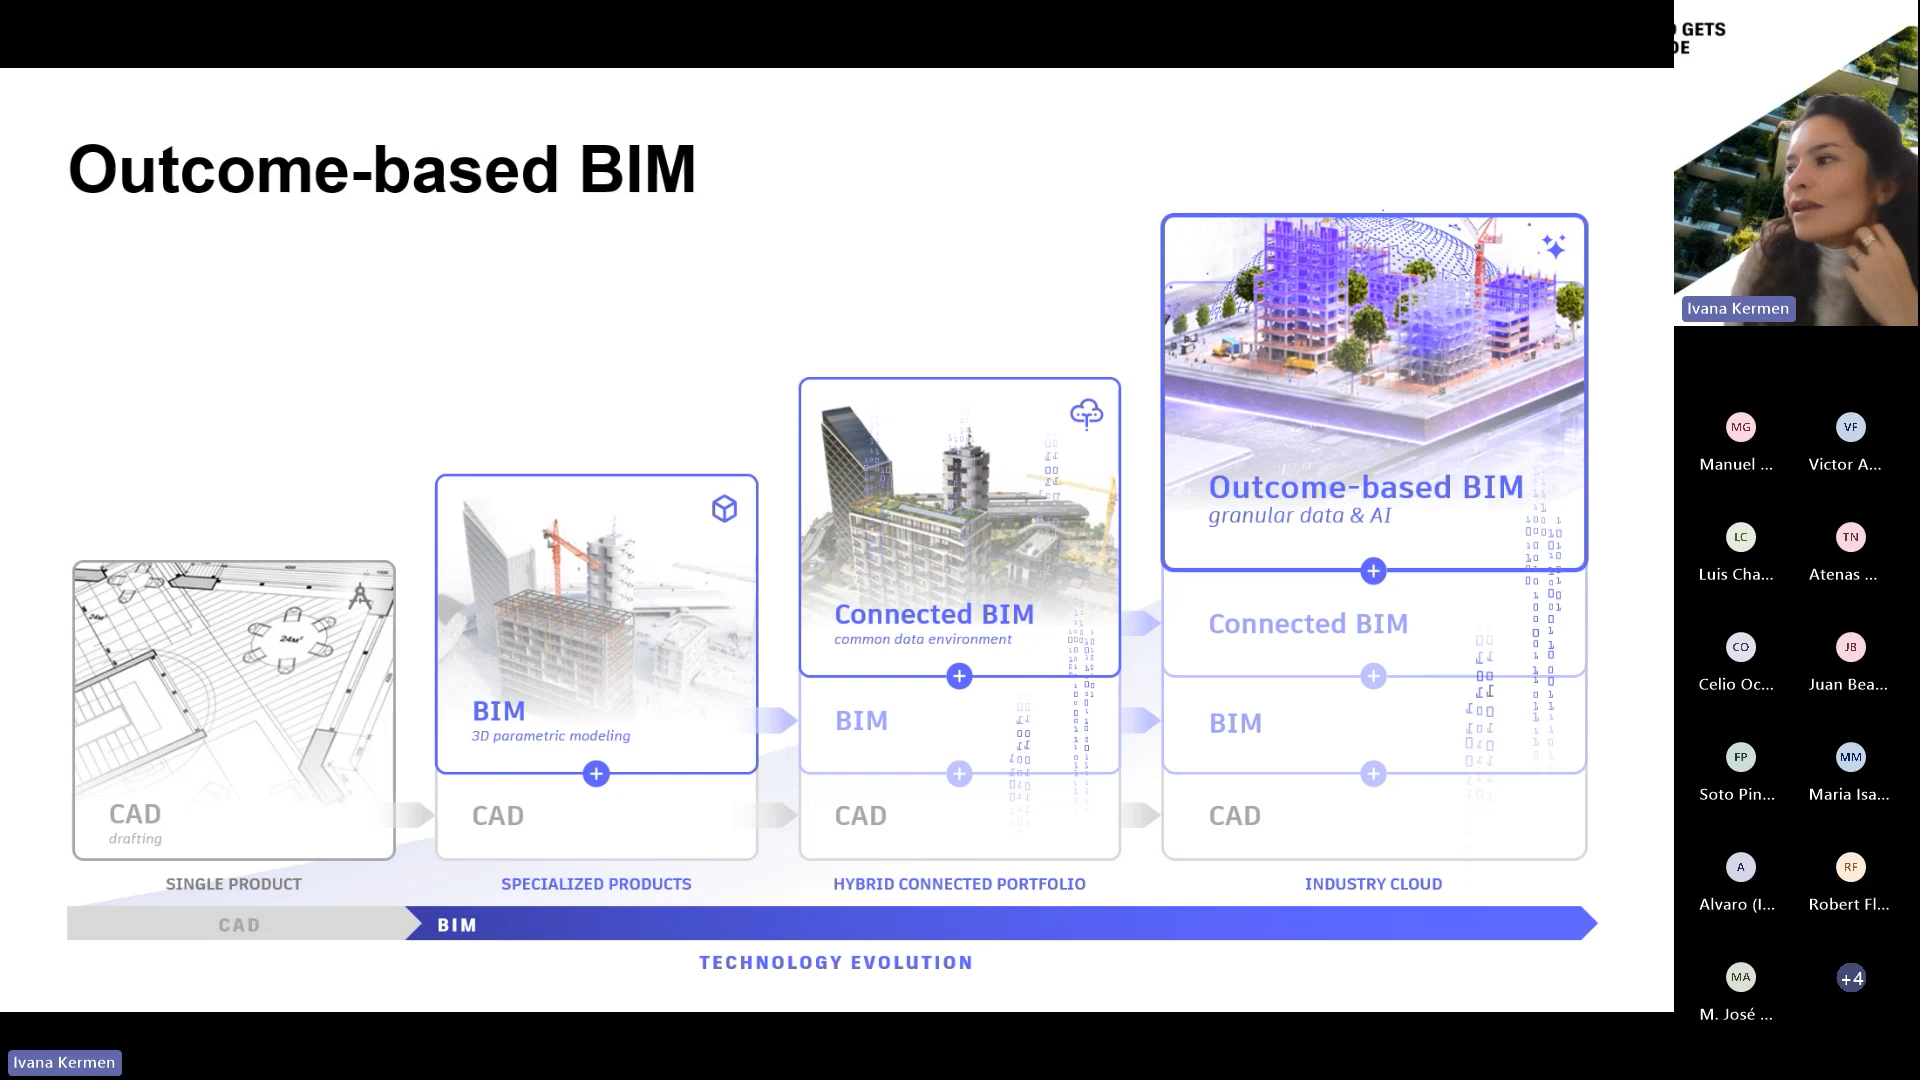 Outcome-based BIM
24м²
24м²
CAD
drafting
BIM
3D parametric modeling
CAD
Connected BIM
common data environment
BIM
CAD
Outcome-based BIM
granular data & AI
Connected BIM
BIM
CAD
SINGLE PRODUCT
SPECIALIZED PRODUCTS
HYBRID CONNECTED PORTFOLIO
INDUSTRY CLOUD
CAD
BIM
TECHNOLOGY EVOLUTION
GETS
Ivana Kermen
MG
Manuel ...
VF
Victor A...
LC
Luis Cha...
TN
Atenas ...
CO
Celio Oc...
JB
Juan Bea...
FP
Soto Pin...
MM
Maria Isa...
A
Alvaro (I...
RF
Robert Fl...
MA
M. José ...
+4
Ivana Kermen